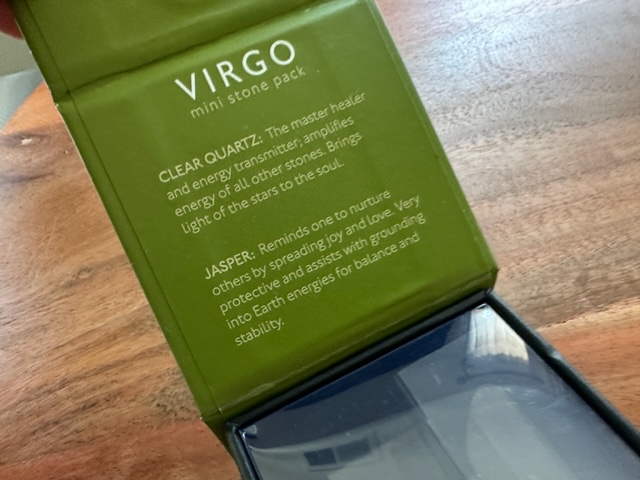 VIRGO
mini stone pack
CLEAR QUARTZ: The master healer
and energy transmitter, amplifies
energy of all other stones. Brings
light of the stars to the soul.
JASPER: Reminds one to nurture
others by spreading joy and love. Very
protective and assists with grounding
into Earth energies for balance and
stability.